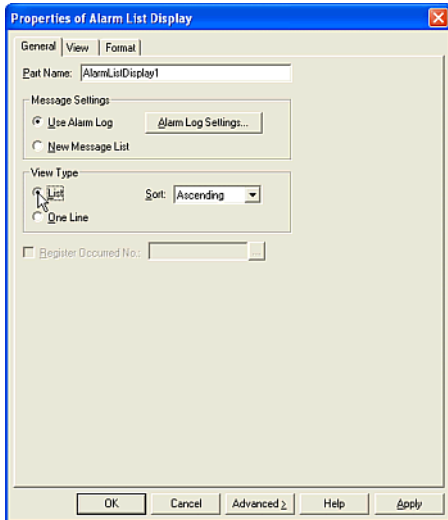 Properties of Alarm List Display
General View Format
Part Name: AlarmListDisplay1
Message Settings
Use Alarm Log Alarm Log Settings...
New Message List
View Type
List Sort: Ascending
One Line
Register Occurred No.: ...
OK Cancel Advanced > Help Apply